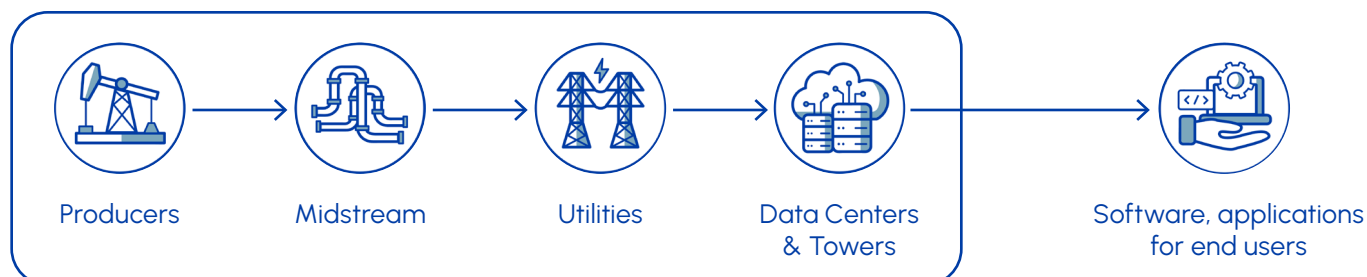 </>
Producers
Midstream
Utilities
Data Centers
& Towers
Software, applications
for end users